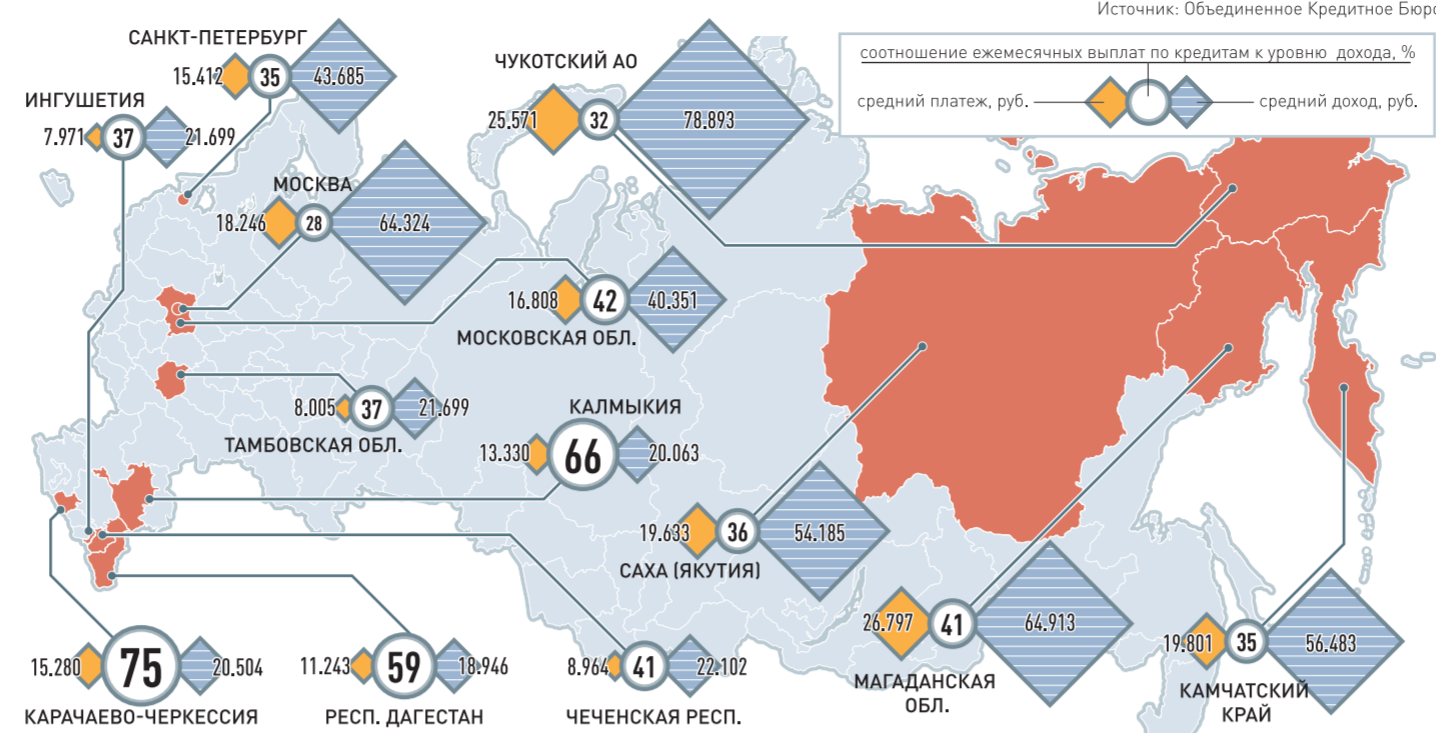 Источник: Объединенное Кредитное Бюро
соотношение ежемесячных выплат по кредитам к уровню дохода, %
средний платеж, руб.
средний доход, руб.
САНКТ-ПЕТЕРБУРГ
15.412 35 43.685
ЧУКОТСКИЙ АО
25.571 32 78.893
ИНГУШЕТИЯ
7.971 37 21.699
МОСКВА
18.246 28 64.324
16.808 42 40.351
МОСКОВСКАЯ ОБЛ.
8.005 37 21.699
ТАМБОВСКАЯ ОБЛ.
КАЛМЫКИЯ
13.330 66 20.063
19.633 36 54.185
САХА (ЯКУТИЯ)
26.797 41 64.913
МАГАДАНСКАЯ
ОБЛ.
19.801 35 56.483
КАМЧАТСКИЙ
КРАЙ
15.280 75 20.504
КАРАЧАЕВО-ЧЕРКЕССИЯ
11.243 59 18.946
РЕСП. ДАГЕСТАН
8.964 41 22.102
ЧЕЧЕНСКАЯ РЕСП.